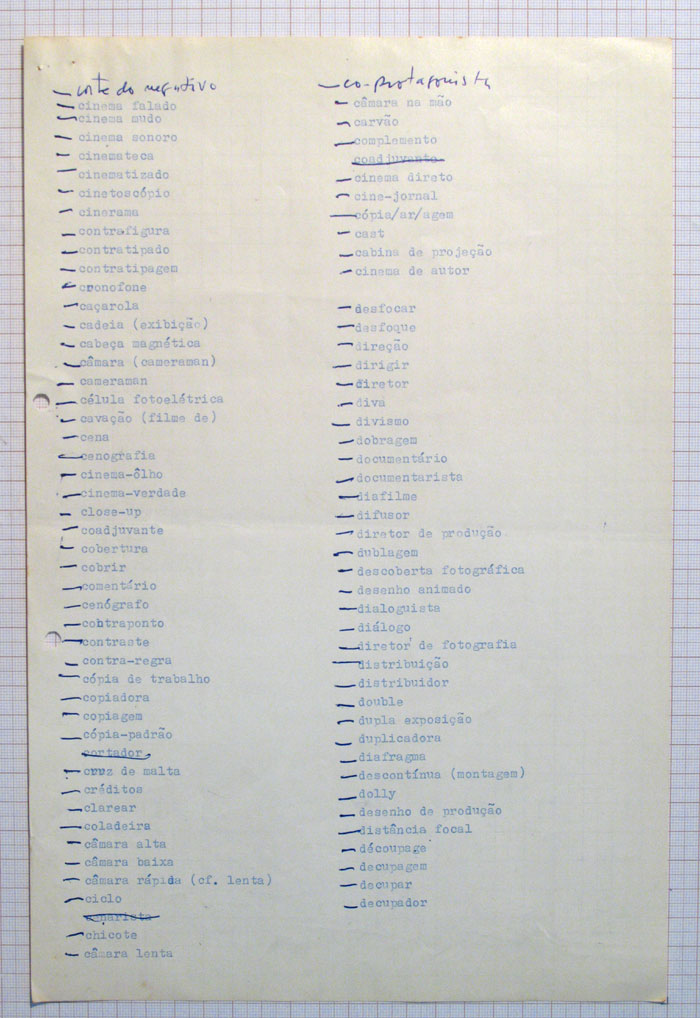 corte do negativo
cinema falado
cinema mudo
cinema sonoro
cinemateca
cinematizado
cinetoscópio
cinerama
contrafigura
contratipado
contratipagem
cronofone
caçarola
cadeia (exibição)
cabeça magnética
câmara (cameraman)
cameraman
célula fotoelétrica
cavação (filme de)
cena
cenografia
cinema-ôlho
cinema-verdade
close-up
coadjuvante
cobertura
cobrir
comentário
cenógrafo
contraponto
contraste
contra-regra
cópia de trabalho
copiadora
copiagem
cópia-padrão
cortador
cruz de malta
créditos
clarear
coladeira
câmara alta
câmara baixa
câmara rápida (cf. lenta)
ciclo
cenarista
chicote
câmara lenta
co-protagonista
câmara na mão
carvão
complemento
coadjuvante
cinema direto
cine-jornal
cópia/ar/agem
cast
cabina de projeção
cinema de autor
desfocar
desfoque
direção
dirigir
diretor
diva
divismo
dobragem
documentário
documentarista
diafilme
difusor
diretor de produção
dublagem
descoberta fotográfica
desenho animado
dialoguista
diálogo
diretor de fotografia
distribuição
distribuidor
double
dupla exposição
duplicadora
diafragma
descontínua (montagem)
dolly
desenho de produção
distância focal
découpage
decupagem
decupar
decupador